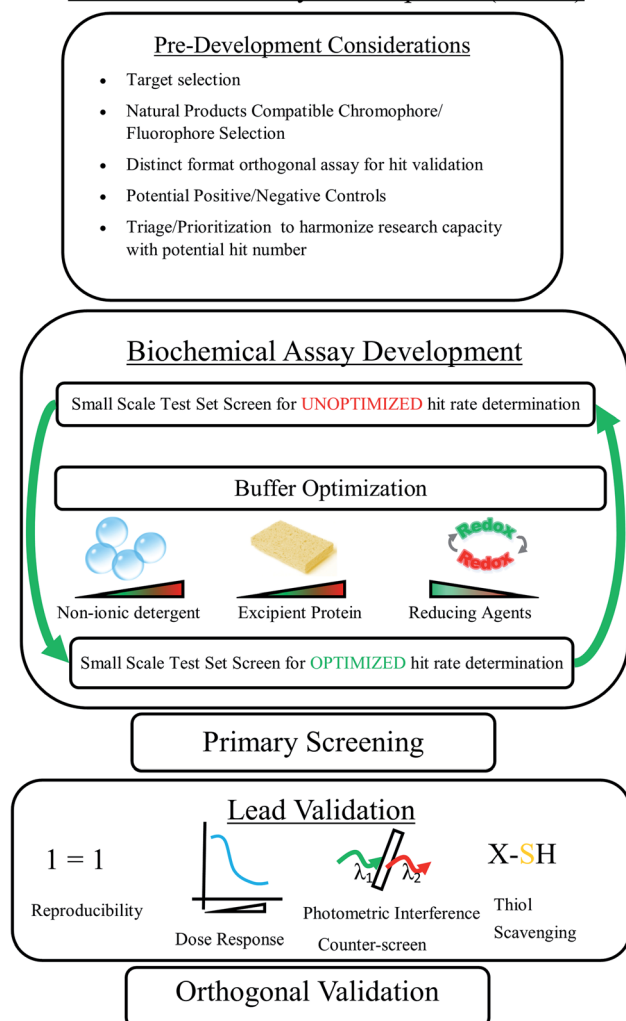 Pre-Development Considerations
• Target selection
• Natural Products Compatible Chromophore/
Fluorophore Selection
• Distinct format orthogonal assay for hit validation
• Potential Positive/Negative Controls
• Triage/Prioritization to harmonize research capacity
with potential hit number
Biochemical Assay Development
Small Scale Test Set Screen for UNOPTIMIZED hit rate determination
Buffer Optimization
Redox
Redox
Non-ionic detergent
Excipient Protein
Reducing Agents
Small Scale Test Set Screen for OPTIMIZED hit rate determination
Primary Screening
Lead Validation
1 = 1
Reproducibility
Dose Response
λ₁
λ₂
Photometric Interference
Counter-screen
X-SH
Thiol
Scavenging
Orthogonal Validation